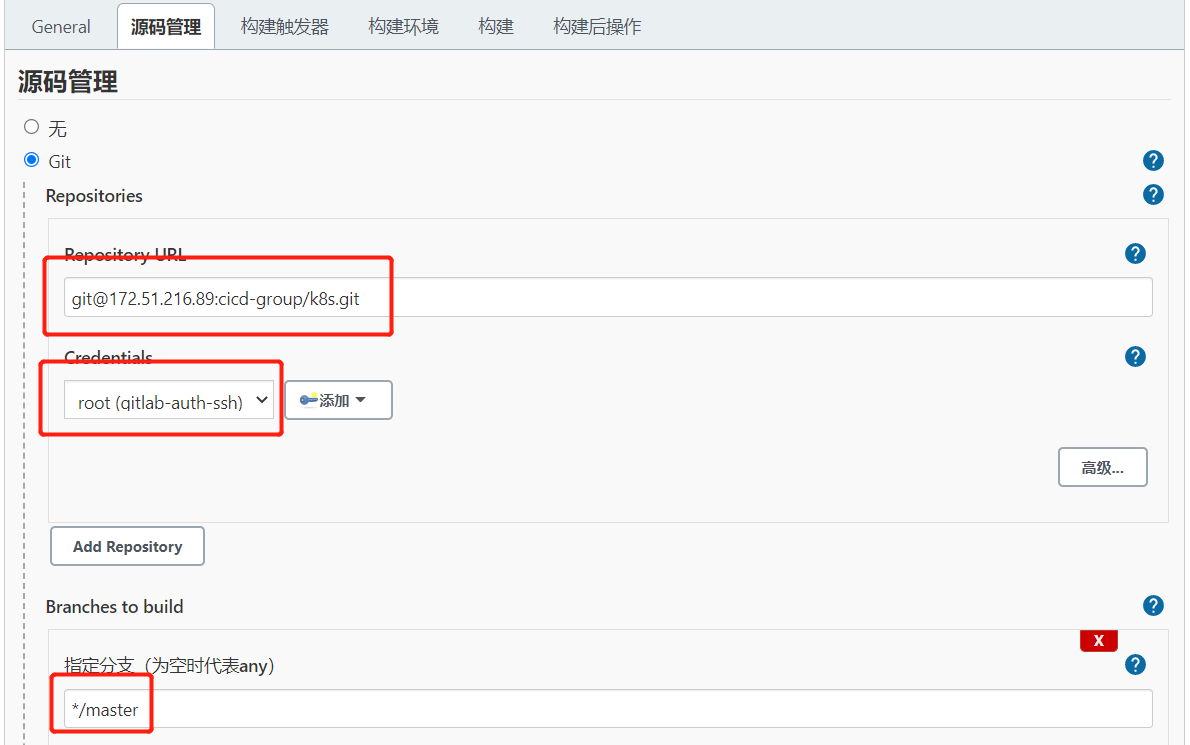 General 源码管理 构建触发器 构建环境 构建 构建后操作
源码管理
无
Git
Repositories
Repository URL
git@172.51.216.89:cicd-group/k8s.git
Credentials
root (gitlab-auth-ssh) 添加
高级...
Add Repository
Branches to build
X
指定分支（为空时代表any）
*/master